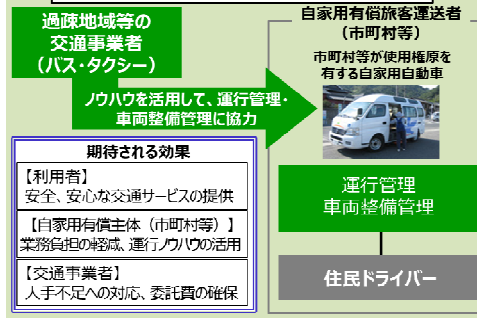 過疎地域等の
交通事業者
（バス・タクシー）
ノウハウを活用して、運行管理・
車両整備管理に協力
自家用有償旅客運送者
（市町村等）
市町村等が使用権原を
有する自家用自動車
運行管理
車両整備管理
住民ドライバー
期待される効果
【利用者】
安全、安心な交通サービスの提供
【自家用有償主体（市町村等）】
業務負担の軽減、運行ノウハウの活用
【交通事業者】
人手不足への対応、委託費の確保